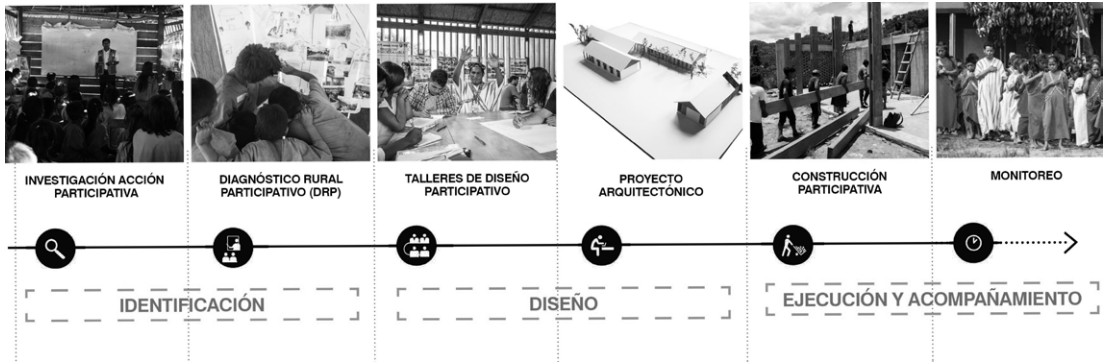 INVESTIGACIÓN ACCIÓN
PARTICIPATIVA
DIAGNÓSTICO RURAL
PARTICIPATIVO (DRP)
TALLERES DE DISEÑO
PARTICIPATIVO
PROYECTO
ARQUITECTÓNICO
CONSTRUCCIÓN
PARTICIPATIVA
MONITOREO
IDENTIFICACIÓN
DISEÑO
EJECUCIÓN Y ACOMPAÑAMIENTO